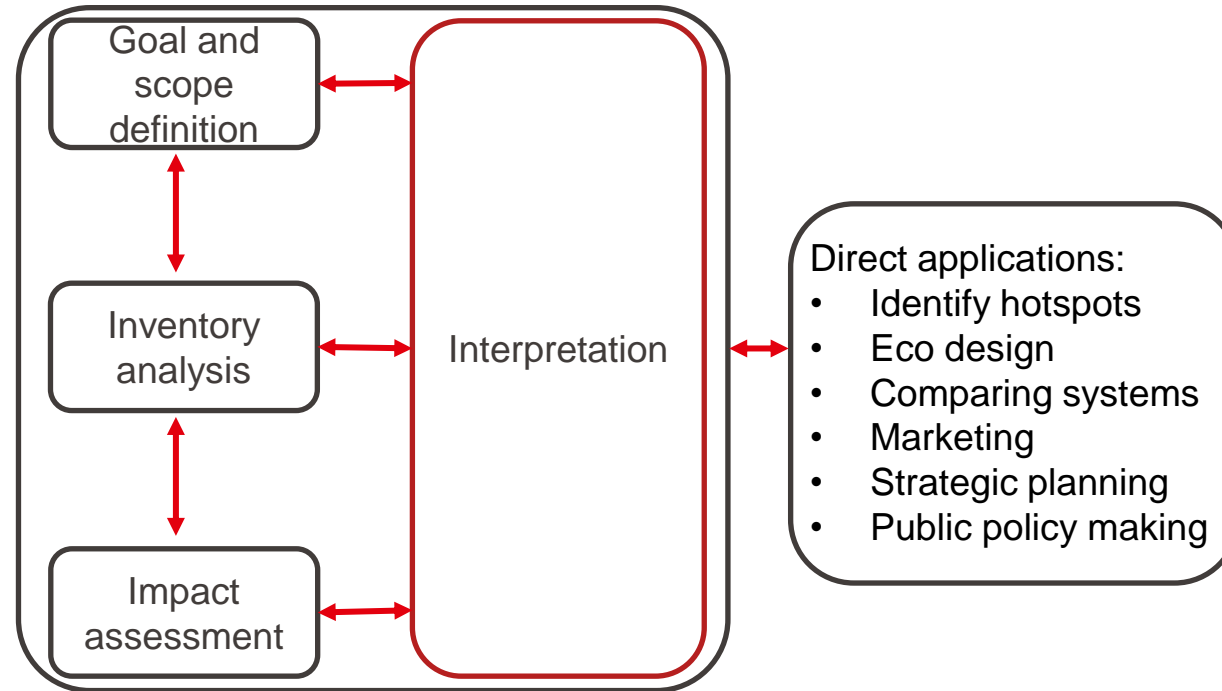 Goal and
scope
definition
Inventory
analysis
Impact
assessment
Interpretation
Direct applications:
• Identify hotspots
• Eco design
• Comparing systems
• Marketing
• Strategic planning
• Public policy making